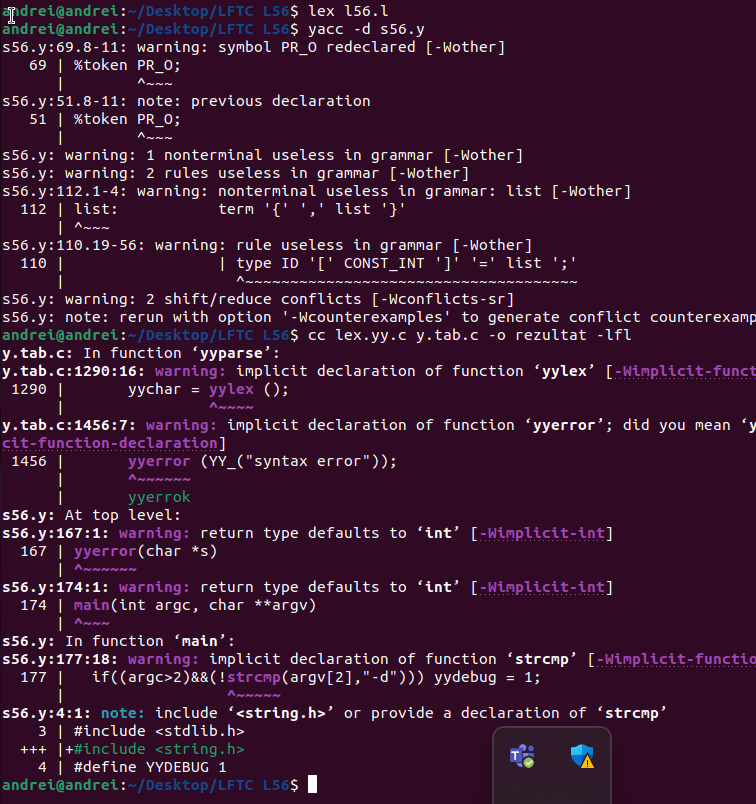 andrei@andrei:~/Desktop/LFTC L56$ lex l56.l
andrei@andrei:~/Desktop/LFTC L56$ yacc -d s56.y
s56.y:69.8-11: warning: symbol PR_O redeclared [-Wother]
   69 | %token PR_O;
      |        ^~~~
s56.y:51.8-11: note: previous declaration
   51 | %token PR_O;
      |        ^~~~
s56.y: warning: 1 nonterminal useless in grammar [-Wother]
s56.y: warning: 2 rules useless in grammar [-Wother]
s56.y:112.1-4: warning: nonterminal useless in grammar: list [-Wother]
  112 | list:           term '{' ',' list '}'
      | ^~~~
s56.y:110.19-56: warning: rule useless in grammar [-Wother]
  110 |                 | type ID '[' CONST_INT ']' '=' list ';'
      |                   ^~~~~~~~~~~~~~~~~~~~~~~~~~~~~~~~~~~~~~
s56.y: warning: 2 shift/reduce conflicts [-Wconflicts-sr]
s56.y: note: rerun with option '-Wcounterexamples' to generate conflict counterexamp
andrei@andrei:~/Desktop/LFTC L56$ cc lex.yy.c y.tab.c -o rezultat -lfl
y.tab.c: In function ‘yyparse’:
y.tab.c:1290:16: warning: implicit declaration of function ‘yylex’ [-Wimplicit-funct
 1290 |       yychar = yylex ();
      |                ^~~~~
y.tab.c:1456:7: warning: implicit declaration of function ‘yyerror’; did you mean ‘y
cit-function-declaration]
 1456 |       yyerror (YY_("syntax error"));
      |       ^~~~~~~
      |       yyerrok
s56.y: At top level:
s56.y:167:1: warning: return type defaults to ‘int’ [-Wimplicit-int]
  167 | yyerror(char *s)
      | ^~~~~~~
s56.y:174:1: warning: return type defaults to ‘int’ [-Wimplicit-int]
  174 | main(int argc, char **argv)
      | ^~~~
s56.y: In function ‘main’:
s56.y:177:18: warning: implicit declaration of function ‘strcmp’ [-Wimplicit-functio
  177 |   if((argc>2)&&(!strcmp(argv[2],"-d"))) yydebug = 1;
      |                  ^~~~~~
s56.y:4:1: note: include ‘<string.h>’ or provide a declaration of ‘strcmp’
    3 | #include <stdlib.h>
  +++ |+#include <string.h>
    4 | #define YYDEBUG 1
andrei@andrei:~/Desktop/LFTC L56$